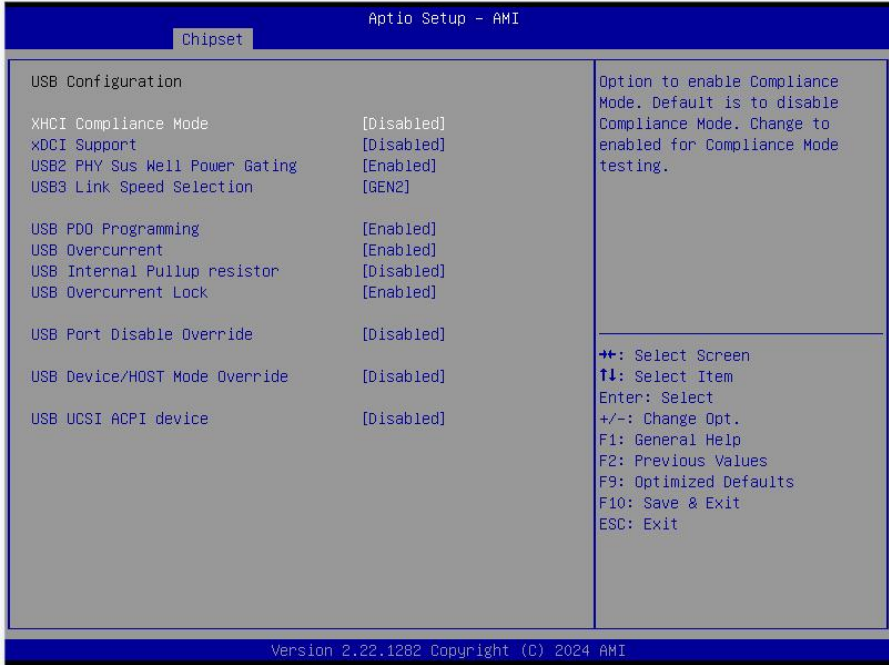 Aptio Setup – AMI
Chipset
USB Configuration
XHCI Compliance Mode [Disabled]
xDCI Support [Disabled]
USB2 PHY Sus Well Power Gating [Enabled]
USB3 Link Speed Selection [GEN2]
USB PDO Programming [Enabled]
USB Overcurrent [Enabled]
USB Internal Pullup resistor [Disabled]
USB Overcurrent Lock [Enabled]
USB Port Disable Override [Disabled]
USB Device/HOST Mode Override [Disabled]
USB UCSI ACPI device [Disabled]
Option to enable Compliance
Mode. Default is to disable
Compliance Mode. Change to
enabled for Compliance Mode
testing.
→←: Select Screen
↑↓: Select Item
Enter: Select
+/-: Change Opt.
F1: General Help
F2: Previous Values
F9: Optimized Defaults
F10: Save & Exit
ESC: Exit
Version 2.22.1282 Copyright (C) 2024 AMI